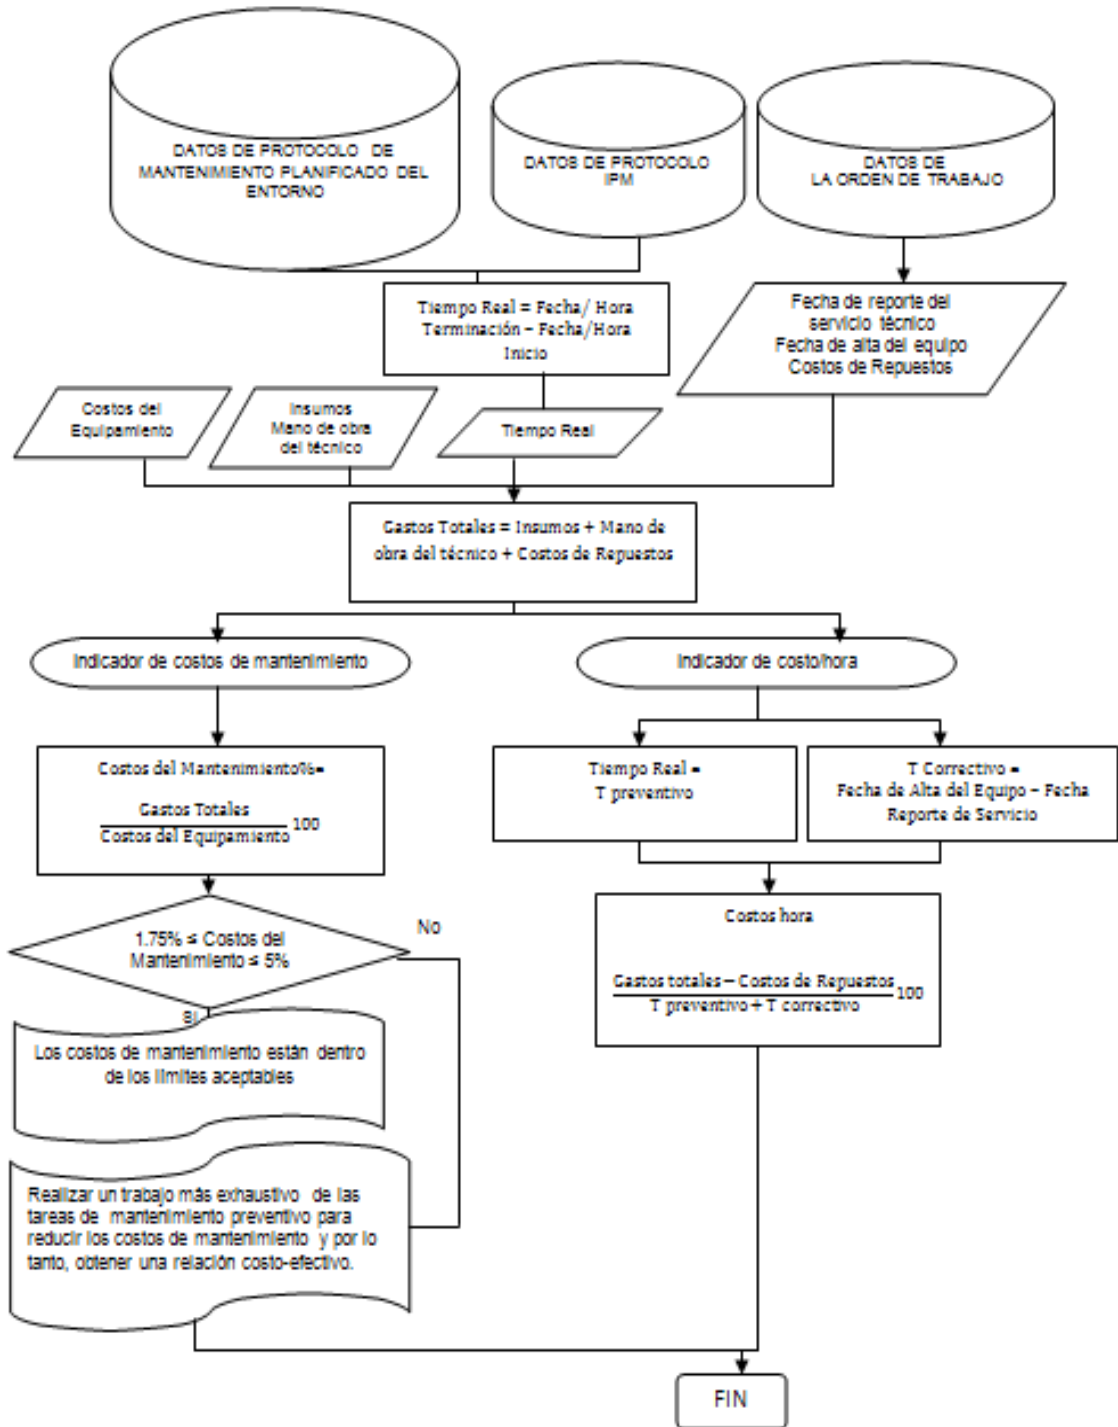 DATOS DE PROTOCOLO DE
MANTENIMIENTO PLANIFICADO DEL
ENTORNO
DATOS DE PROTOCOLO
IPM
DATOS DE
LA ORDEN DE TRABAJO
Tiempo Real = Fecha/ Hora
Terminación – Fecha/Hora
Inicio
Fecha de reporte del
servicio técnico
Fecha de alta del equipo
Costos de Repuestos
Costos del
Equipamiento
Insumos
Mano de obra
del técnico
Tiempo Real
Gastos Totales = Insumos + Mano de
obra del técnico + Costos de Repuestos
Indicador de costos de mantenimiento
Indicador de costo/hora
Costos del Mantenimiento%=
Gastos Totales
Costos del Equipamiento 100
Tiempo Real =
T preventivo
T Correctivo =
Fecha de Alta del Equipo – Fecha
Reporte de Servicio
Costos hora
Gastos totales – Costos de Repuestos
T preventivo + T correctivo 100
1.75% ≤ Costos del
Mantenimiento ≤ 5%
No
Si
Los costos de mantenimiento están dentro
de los límites aceptables
Realizar un trabajo más exhaustivo de las
tareas de mantenimiento preventivo para
reducir los costos de mantenimiento y por lo
tanto, obtener una relación costo-efectivo.
FIN